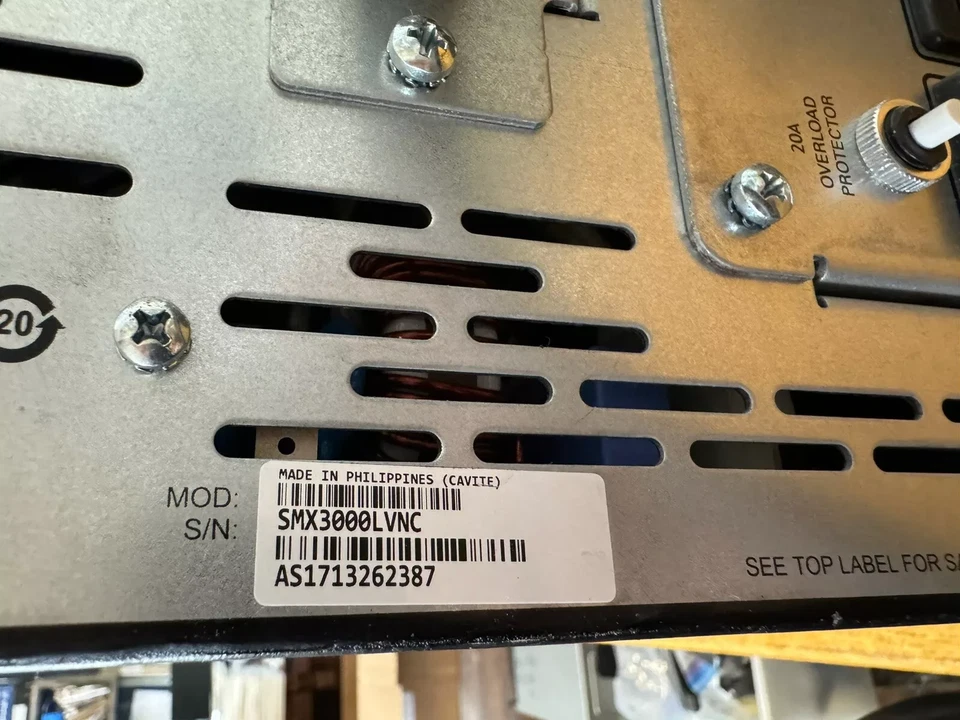 20A
OVERLOAD
PROTECTOR
20
MADE IN PHILIPPINES (CAVITE)
MOD:
SMX3000LVNC
S/N:
AS1713262387
SEE TOP LABEL FOR